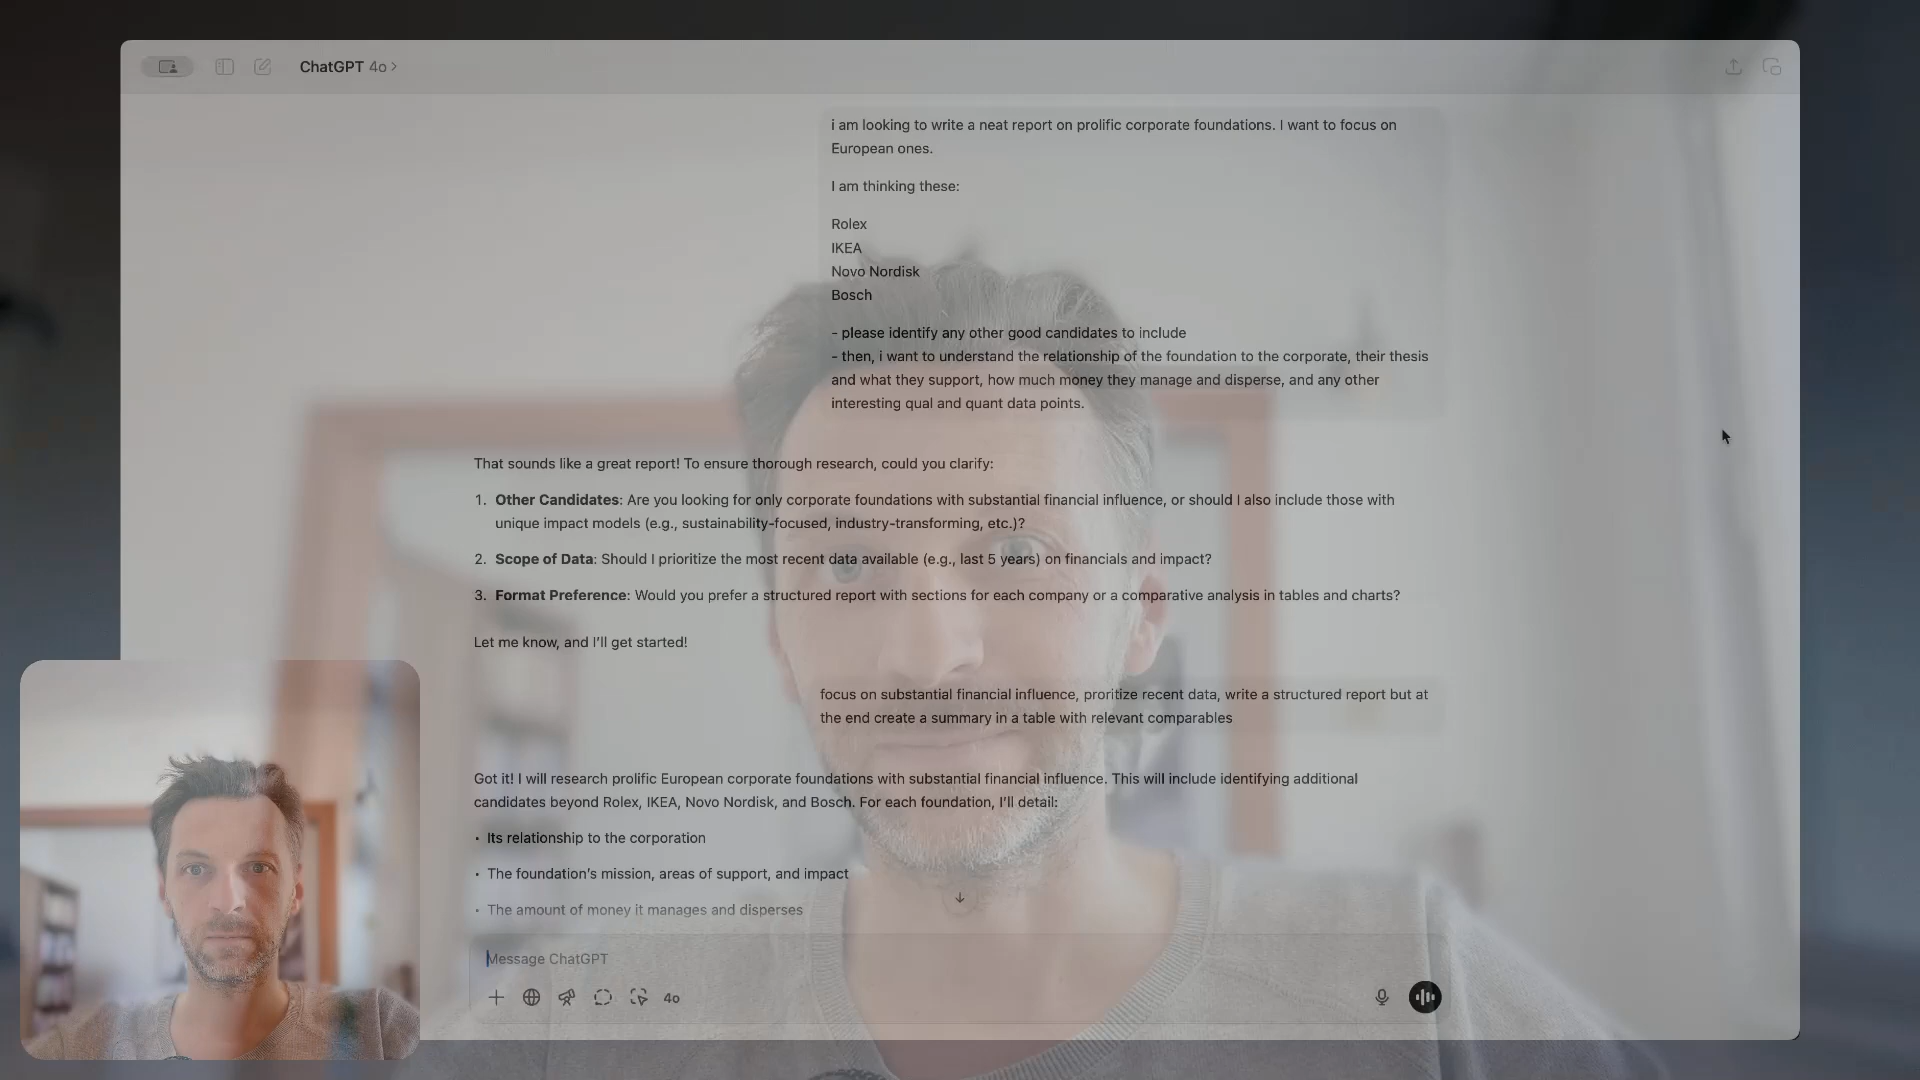 ChatGPT 4o >
i am looking to write a neat report on prolific corporate foundations. I want to focus on
European ones.
I am thinking these:
Rolex
IKEA
Novo Nordisk
Bosch
- please identify any other good candidates to include
- then, i want to understand the relationship of the foundation to the corporate, their thesis
and what they support, how much money they manage and disperse, and any other
interesting qual and quant data points.
That sounds like a great report! To ensure thorough research, could you clarify:
1. Other Candidates: Are you looking for only corporate foundations with substantial financial influence, or should I also include those with
unique impact models (e.g., sustainability-focused, industry-transforming, etc.)?
2. Scope of Data: Should I prioritize the most recent data available (e.g., last 5 years) on financials and impact?
3. Format Preference: Would you prefer a structured report with sections for each company or a comparative analysis in tables and charts?
Let me know, and I'll get started!
focus on substantial financial influence, proritize recent data, write a structured report but at
the end create a summary in a table with relevant comparables
Got it! I will research prolific European corporate foundations with substantial financial influence. This will include identifying additional
candidates beyond Rolex, IKEA, Novo Nordisk, and Bosch. For each foundation, I'll detail:
• Its relationship to the corporation
• The foundation's mission, areas of support, and impact
• The amount of money it manages and disperses
Message ChatGPT
4o